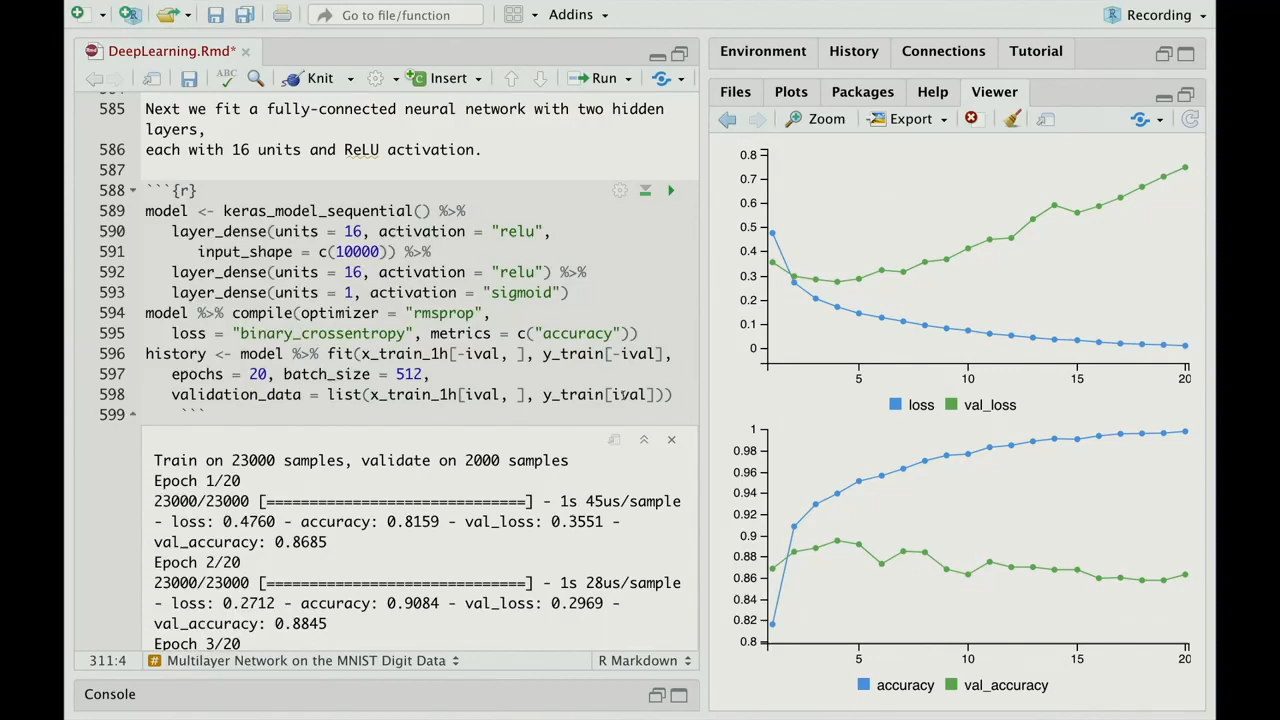 Go to file/function
Addins
Recording
DeepLearning.Rmd*
ABC
Knit
Insert
Run
585 Next we fit a fully-connected neural network with two hidden
layers,
586 each with 16 units and ReLU activation.
587
588 ```{r}
589 model <- keras_model_sequential() %>%
590 layer_dense(units = 16, activation = "relu",
591 input_shape = c(10000)) %>%
592 layer_dense(units = 16, activation = "relu") %>%
593 layer_dense(units = 1, activation = "sigmoid")
594 model %>% compile(optimizer = "rmsprop",
595 loss = "binary_crossentropy", metrics = c("accuracy"))
596 history <- model %>% fit(x_train_1h[-ival, ], y_train[-ival],
597 epochs = 20, batch_size = 512,
598 validation_data = list(x_train_1h[ival, ], y_train[ival]))
599 ```
Train on 23000 samples, validate on 2000 samples
Epoch 1/20
23000/23000 [==============================] - 1s 45us/sample
- loss: 0.4760 - accuracy: 0.8159 - val_loss: 0.3551 -
val_accuracy: 0.8685
Epoch 2/20
23000/23000 [==============================] - 1s 28us/sample
- loss: 0.2712 - accuracy: 0.9084 - val_loss: 0.2969 -
val_accuracy: 0.8845
Epoch 3/20
311:4 # Multilayer Network on the MNIST Digit Data R Markdown
Console
Environment History Connections Tutorial
Files Plots Packages Help Viewer
Zoom Export
0.8
0.7
0.6
0.5
0.4
0.3
0.2
0.1
0
5 10 15 20
loss val_loss
1
0.98
0.96
0.94
0.92
0.9
0.88
0.86
0.84
0.82
0.8
5 10 15 20
accuracy val_accuracy